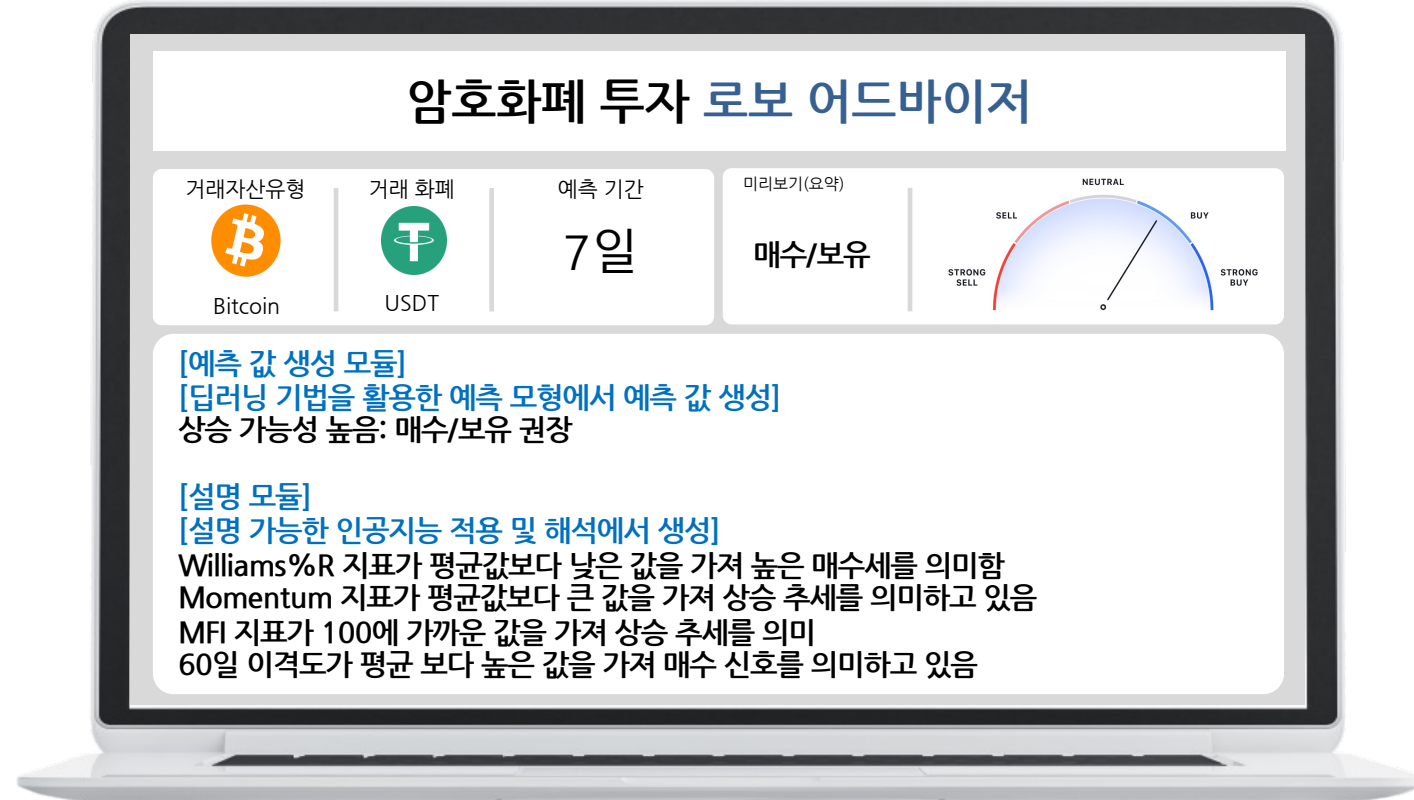 암호화폐 투자 로보 어드바이저
거래자산유형
Bitcoin
거래 화폐
USDT
예측 기간
7일
미리보기(요약)
매수/보유
STRONG SELL
SELL
NEUTRAL
BUY
STRONG BUY
[예측 값 생성 모듈]
[딥러닝 기법을 활용한 예측 모형에서 예측 값 생성]
상승 가능성 높음: 매수/보유 권장
[설명 모듈]
[설명 가능한 인공지능 적용 및 해석에서 생성]
Williams%R 지표가 평균값보다 낮은 값을 가져 높은 매수세를 의미함
Momentum 지표가 평균값보다 큰 값을 가져 상승 추세를 의미하고 있음
MFI 지표가 100에 가까운 값을 가져 상승 추세를 의미
60일 이격도가 평균 보다 높은 값을 가져 매수 신호를 의미하고 있음